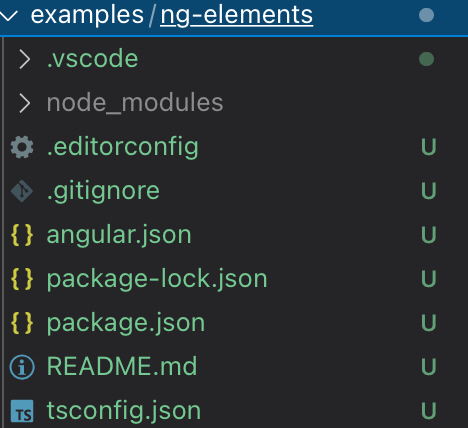 examples/ng-elements
.vscode
node_modules
.editorconfig U
.gitignore U
{} angular.json U
{} package-lock.json U
{} package.json U
README.md U
TS tsconfig.json U